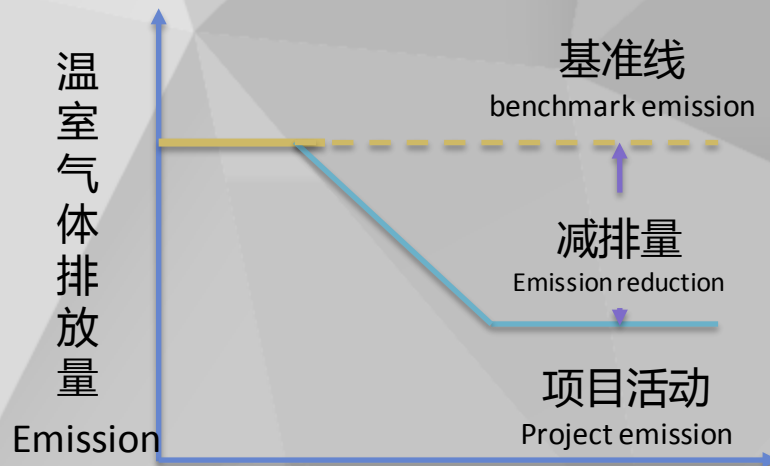 温室气体排放量
Emission
基准线
benchmark emission
减排量
Emission reduction
项目活动
Project emission